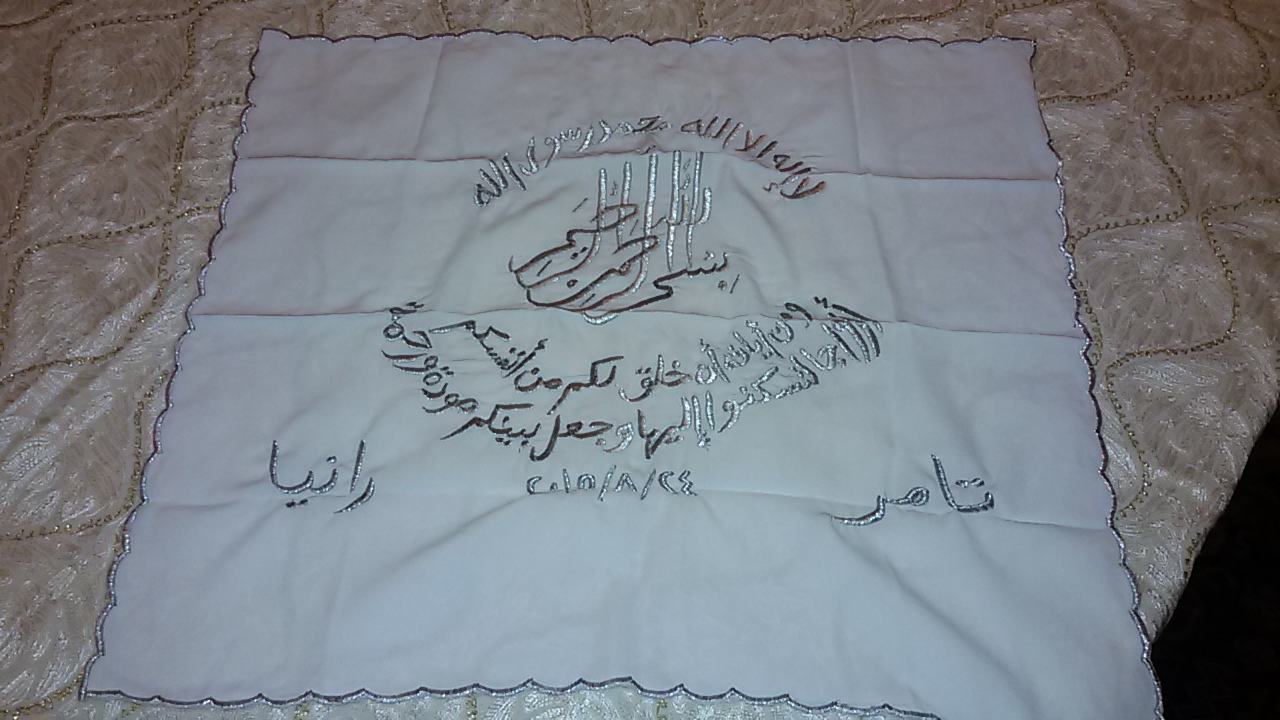 لا إله إلا الله محمد رسول الله
بسم الله الرحمن الرحيم
ومن آياته أن خلق لكم من أنفسكم
أزواجا لتسكنوا إليها وجعل بينكم مودة ورحمة
٢٠١٥/٨/٢٤
تامر
رانيا